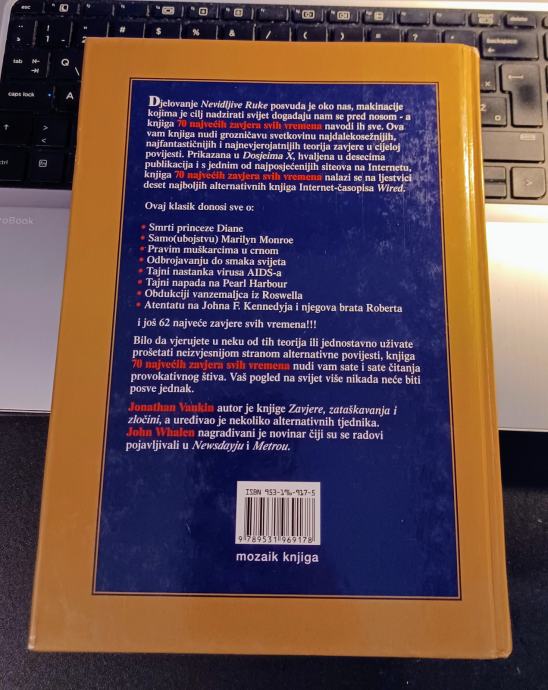 esc
delete
! # $ % & / ( ) = ?
backspace
tab
Q
caps lock
A
ctrl
roBook
Djelovanje Nevidljive Ruke posvuda je oko nas, makinacije
kojima je cilj nadzirati svijet događaju nam se pred nosom - a
knjiga 70 najvećih zavjera svih vremena navodi ih sve. Ova
vam knjiga nudi grozničavu svetkovinu najdalekosežnijih,
najfantastičnijih i najnevjerojatnijih teorija zavjere u cijeloj
povijesti. Prikazana u Dosjeima X, hvaljena u desecima
publikacija i s jednim od najposjećenijih siteova na Internetu,
knjiga 70 najvećih zavjera svih vremena nalazi se na ljestvici
deset najboljih alternativnih knjiga Internet-časopisa Wired.
Ovaj klasik donosi sve o:
• Smrti princeze Diane
• Samo(ubojstvu) Marilyn Monroe
• Pravim muškarcima u crnom
• Odbrojavanju do smaka svijeta
• Tajni nastanka virusa AIDS-a
• Tajni napada na Pearl Harbour
• Obdukciji vanzemaljca iz Roswella
• Atentatu na Johna F. Kennedyja i njegova brata Roberta
i još 62 najveće zavjere svih vremena!!!
Bilo da vjerujete u neku od tih teorija ili jednostavno uživate
prošetati neizvjesnijom stranom alternativne povijesti, knjiga
70 najvećih zavjera svih vremena nudi vam sate i sate čitanja
provokativnog štiva. Vaš pogled na svijet više nikada neće biti
posve jednak.
Jonathan Vankin autor je knjige Zavjere, zataškavanja i
zločini, a uređivao je nekoliko alternativnih tjednika.
John Whalen nagrađivani je novinar čiji su se radovi
pojavljivali u Newsdayju i Metrou.
ISBN 953-196-917-5
9 789531 969178
mozaik knjiga